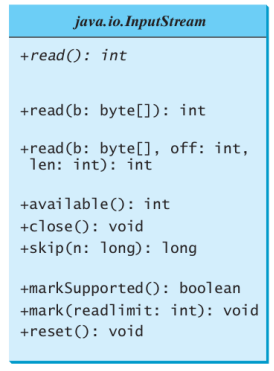 java.io.InputStream
+read(): int
+read(b: byte[]): int
+read(b: byte[], off: int,
len: int): int
+available(): int
+close(): void
+skip(n: long): long
+markSupported(): boolean
+mark(readlimit: int): void
+reset(): void